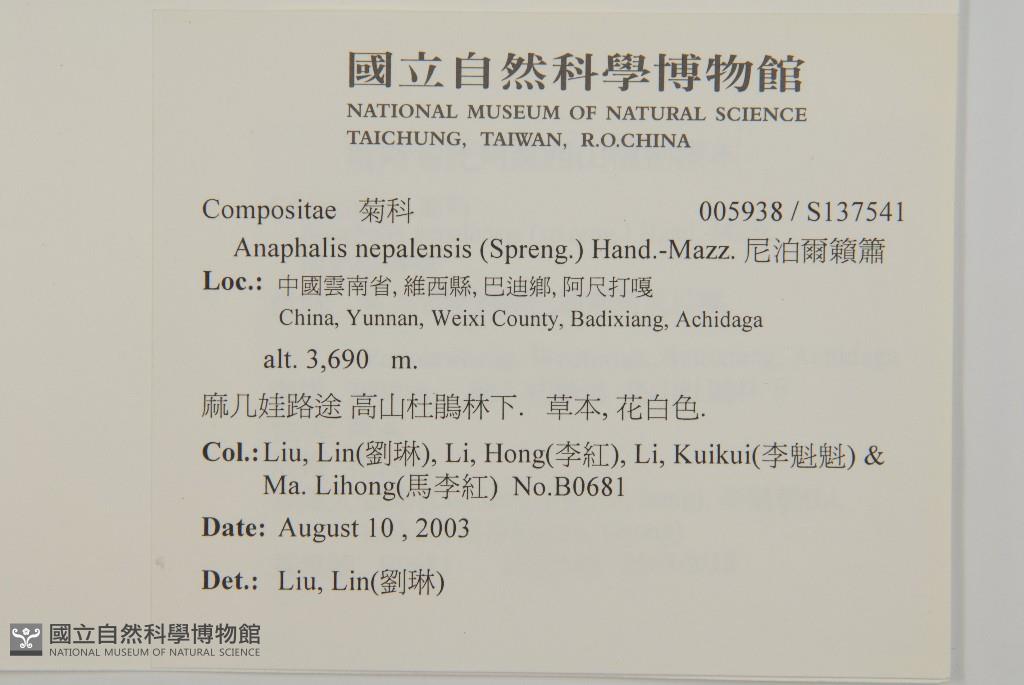 國立自然科學博物館
NATIONAL MUSEUM OF NATURAL SCIENCE
TAICHUNG, TAIWAN, R.O.CHINA
Compositae 菊科 005938 / S137541
Anaphalis nepalensis (Spreng.) Hand.-Mazz. 尼泊爾籟簫
Loc.: 中國雲南省, 維西縣, 巴迪鄉, 阿尺打嘎
China, Yunnan, Weixi County, Badixiang, Achidaga
alt. 3,690 m.
麻几娃路途 高山杜鵑林下. 草本, 花白色.
Col.: Liu, Lin(劉琳), Li, Hong(李紅), Li, Kuikui(李魁魁) &
Ma. Lihong(馬李紅) No.B0681
Date: August 10 , 2003
Det.: Liu, Lin(劉琳)
國立自然科學博物館
NATIONAL MUSEUM OF NATURAL SCIENCE